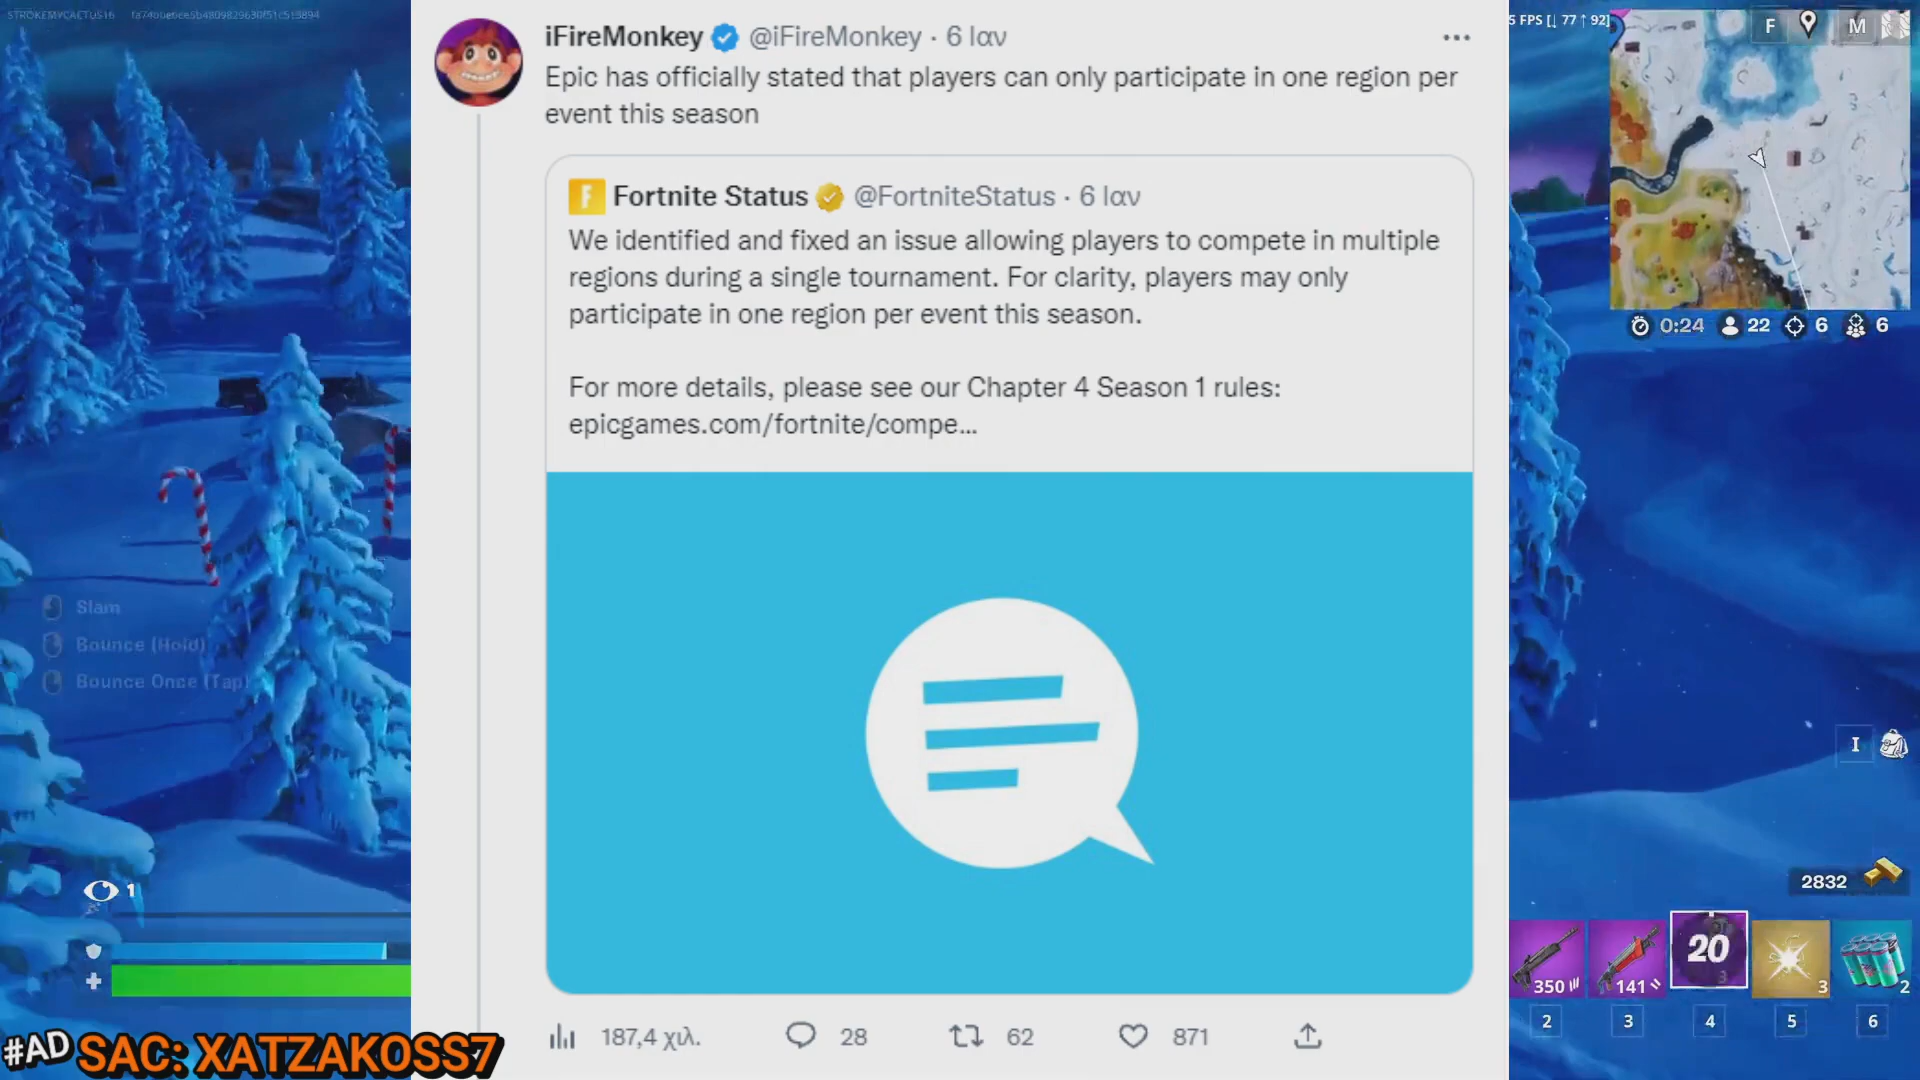 STROKEMYCACTUS16
iFireMonkey @iFireMonkey · 6 Ιαν
Epic has officially stated that players can only participate in one region per
event this season
Fortnite Status @FortniteStatus · 6 Ιαν
We identified and fixed an issue allowing players to compete in multiple
regions during a single tournament. For clarity, players may only
participate in one region per event this season.
For more details, please see our Chapter 4 Season 1 rules:
epicgames.com/fortnite/compe...
187,4 χιλ. 28 62 871
5 FPS [↓ 77 ↑ 92]
F M
0:24 22 6 6
Slam
Bounce (Hold)
Bounce Once (Tap)
1
I
2832
350 141 20 3 3 2
2 3 4 5 6
#AD SAC: XATZAKOSS7